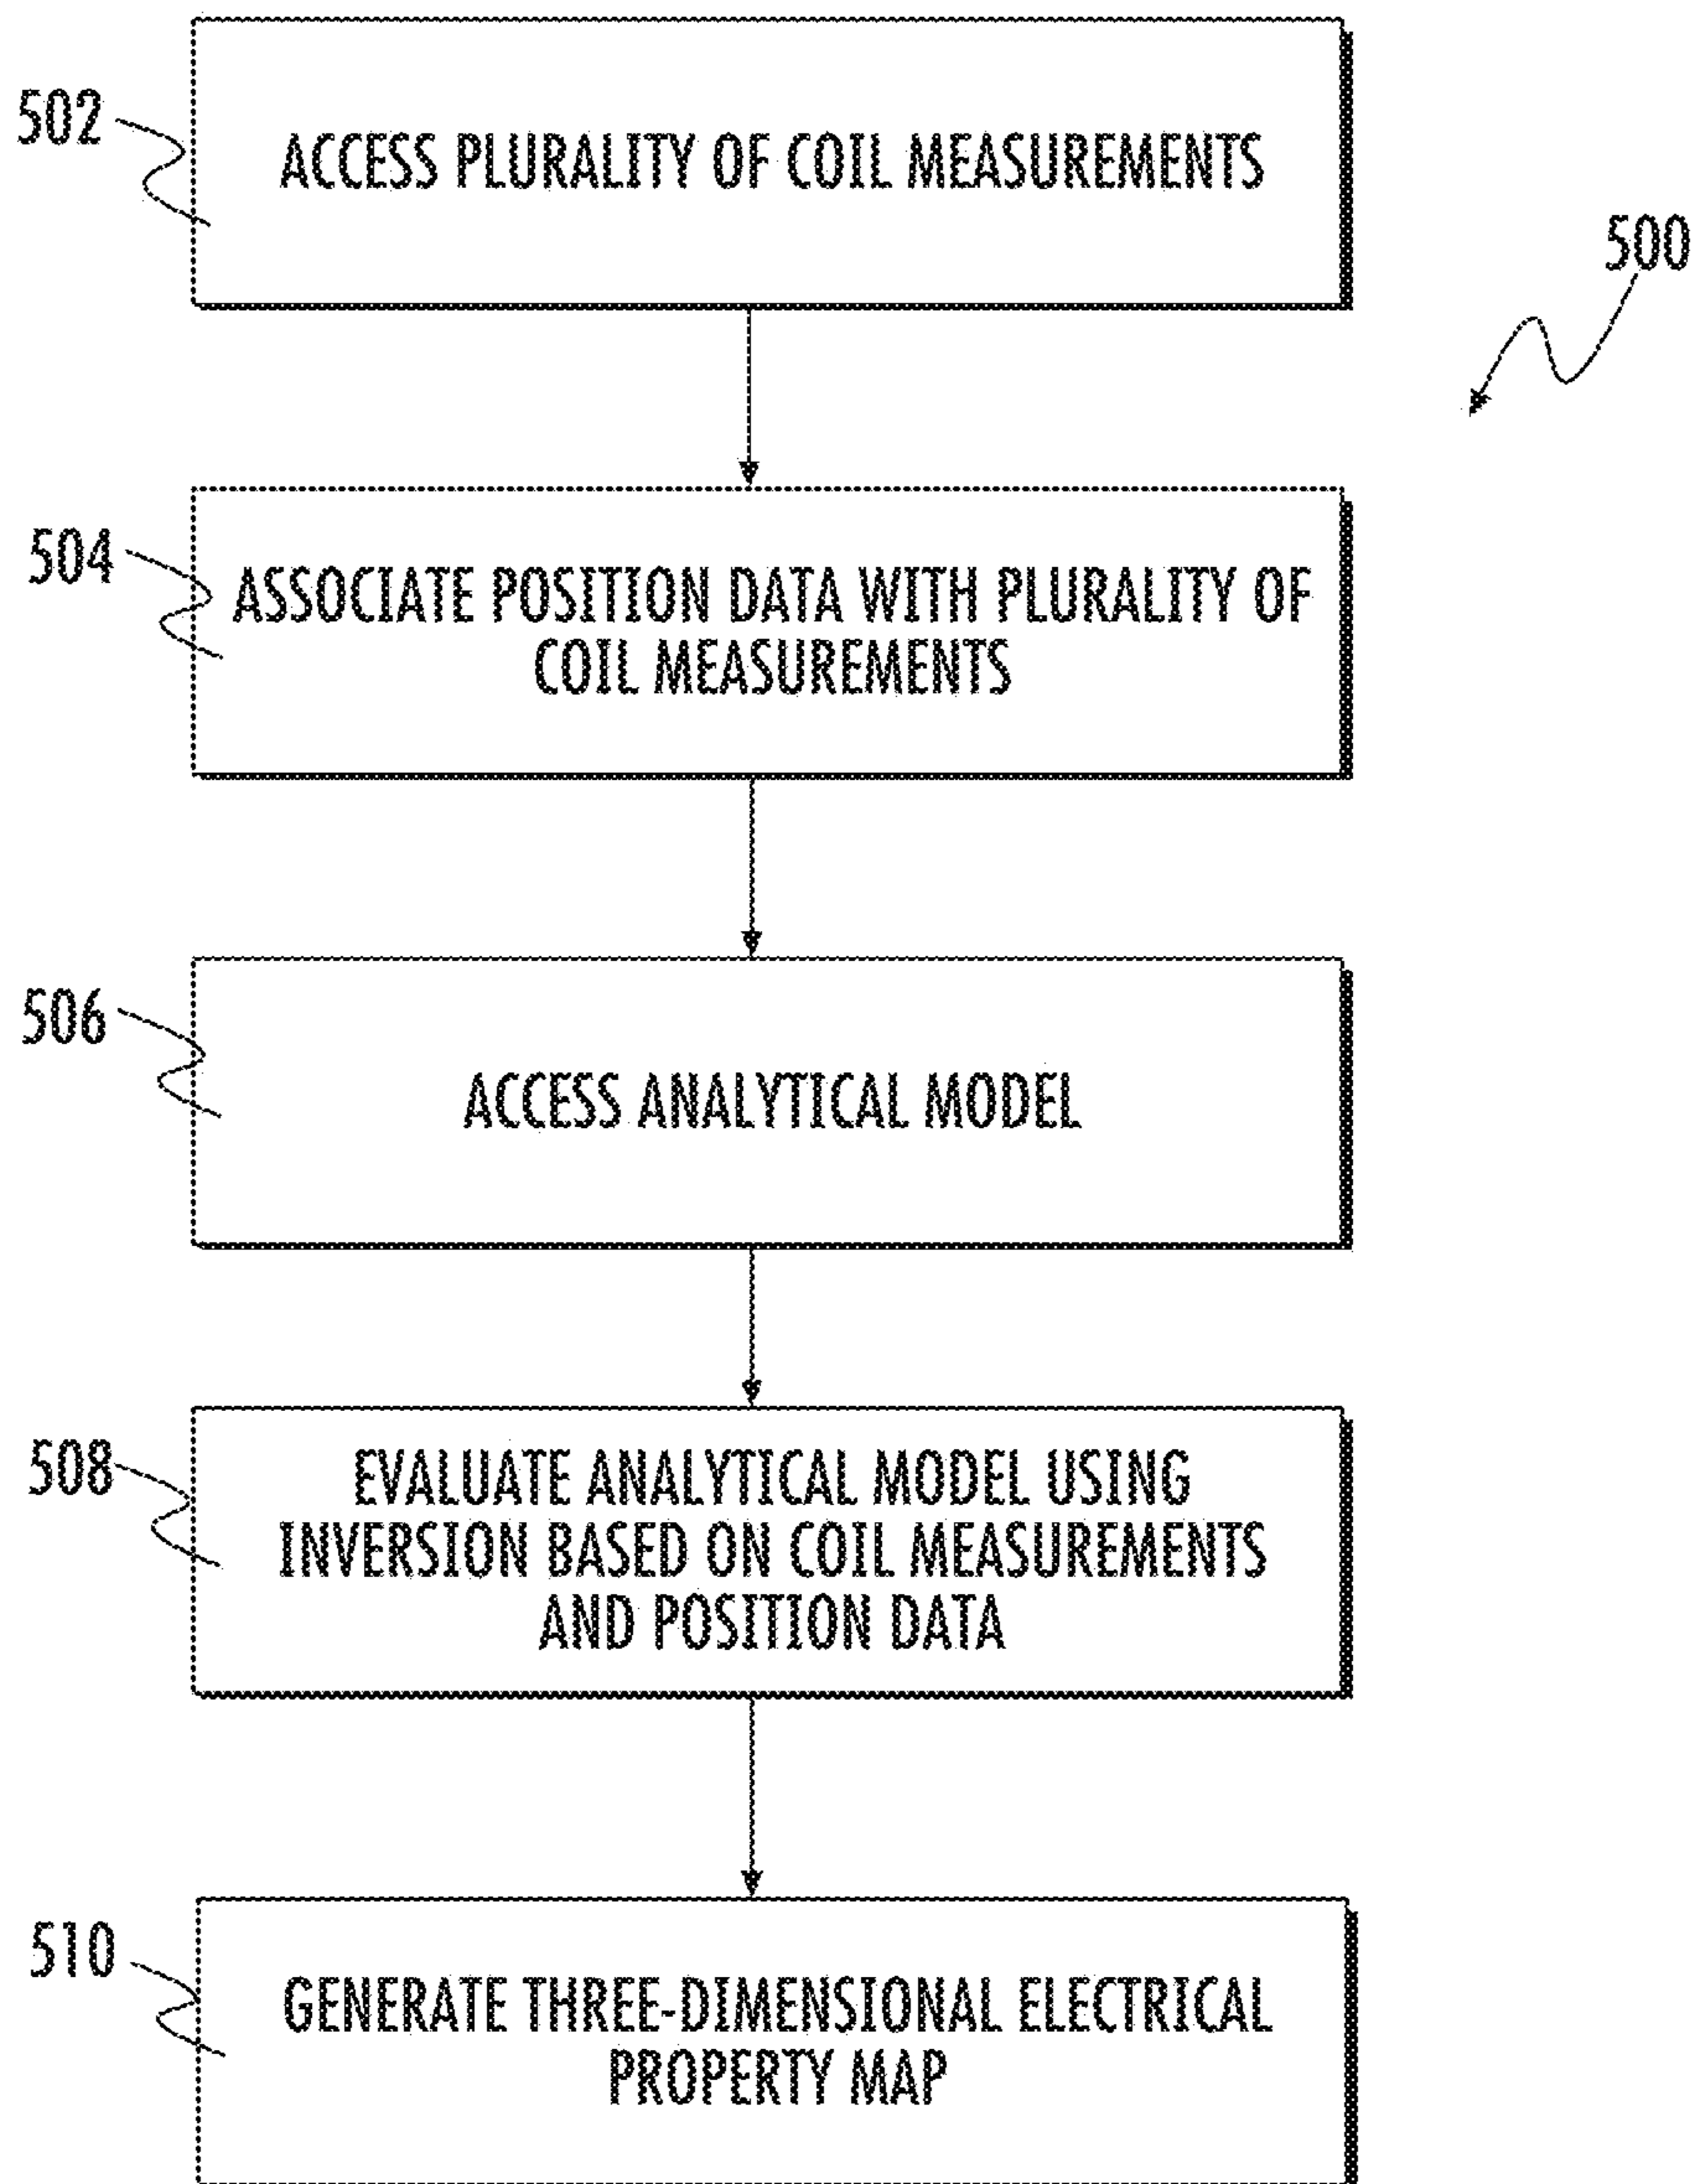 502
ACCESS PLURALITY OF COIL MEASUREMENTS
500
504
ASSOCIATE POSITION DATA WITH PLURALITY OF
COIL MEASUREMENTS
506
ACCESS ANALYTICAL MODEL
508
EVALUATE ANALYTICAL MODEL USING
INVERSION BASED ON COIL MEASUREMENTS
AND POSITION DATA
510
GENERATE THREE-DIMENSIONAL ELECTRICAL
PROPERTY MAP